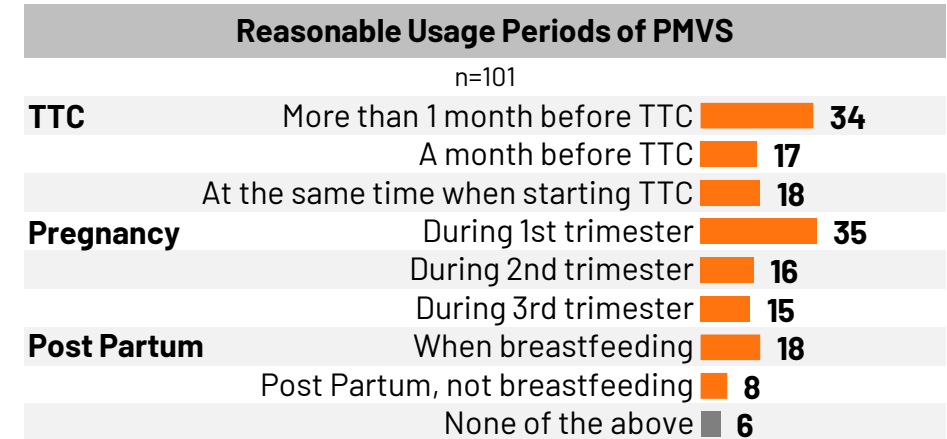 Reasonable Usage Periods of PMVS
n=101
TTC More than 1 month before TTC 34
A month before TTC 17
At the same time when starting TTC 18
Pregnancy During 1st trimester 35
During 2nd trimester 16
During 3rd trimester 15
Post Partum When breastfeeding 18
Post Partum, not breastfeeding 8
None of the above 6